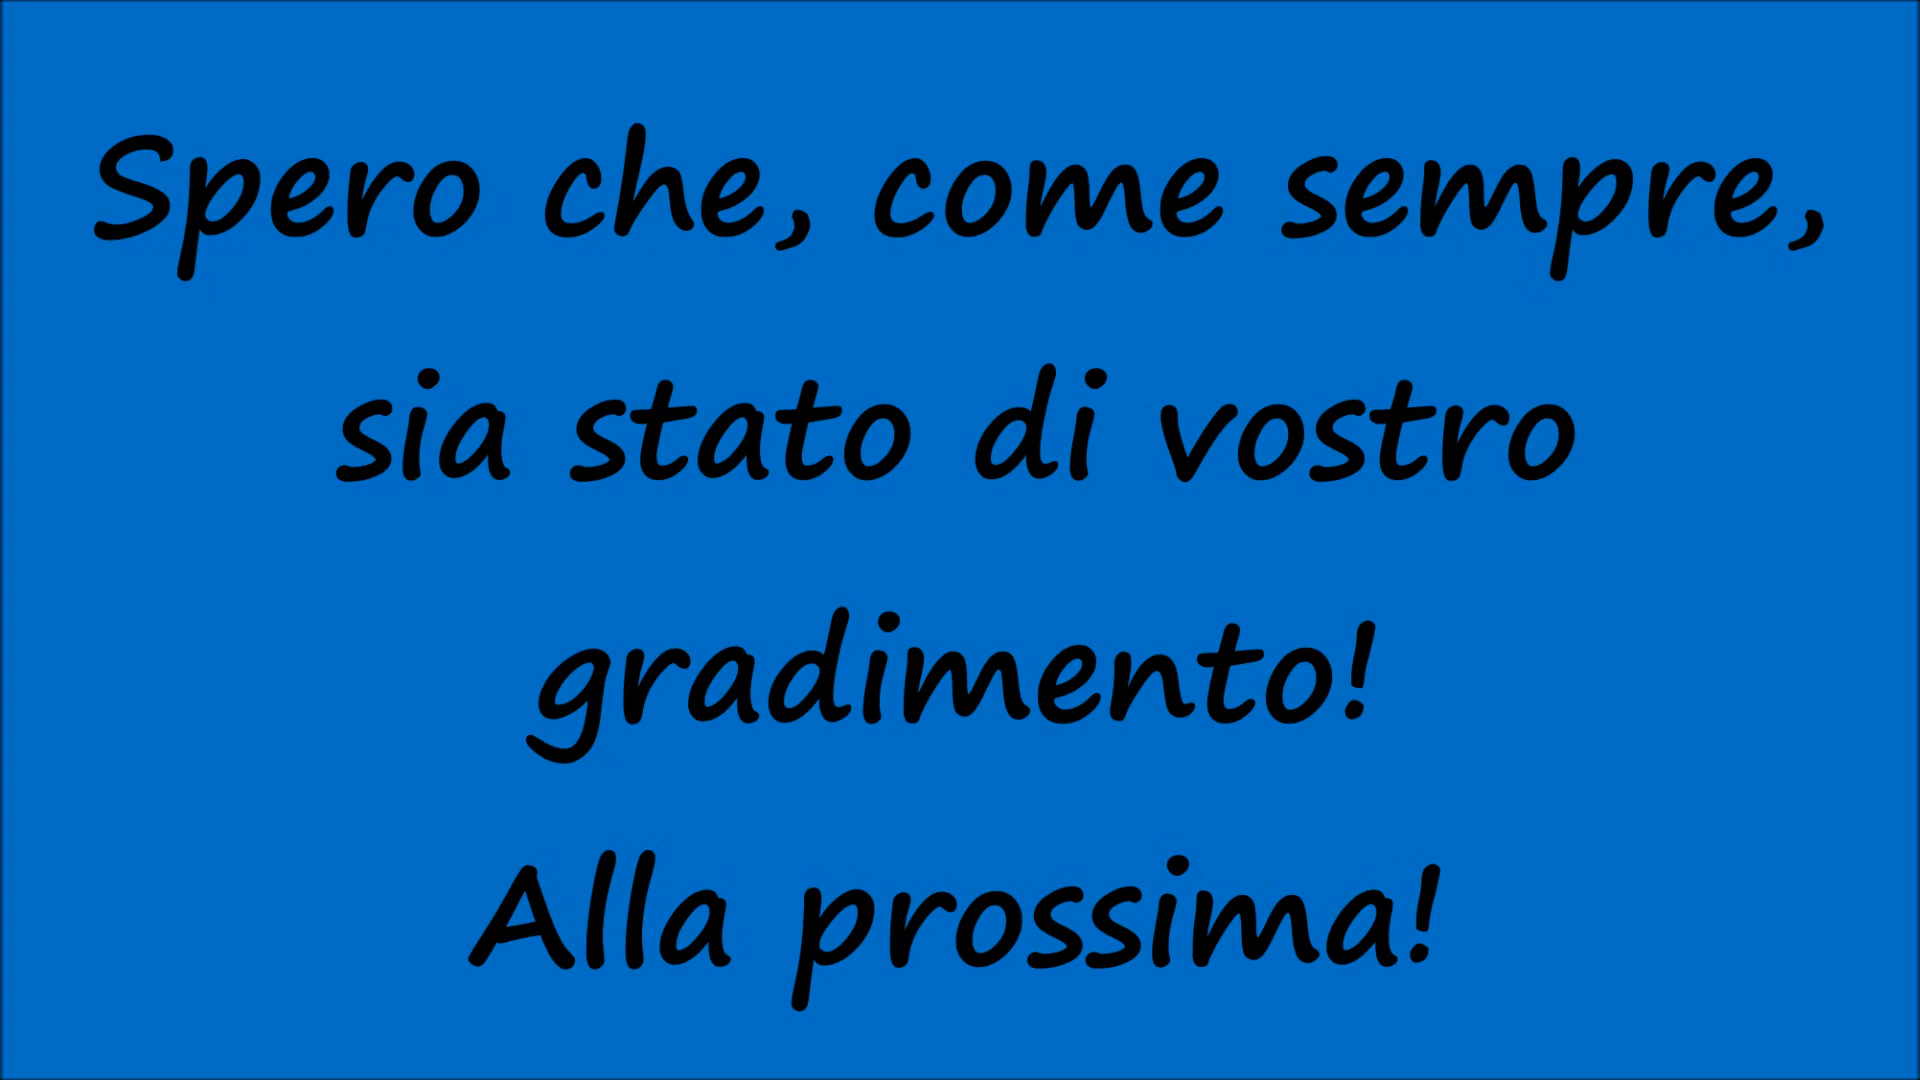 Spero che, come sempre,
sia stato di vostro
gradimento!
Alla prossima!